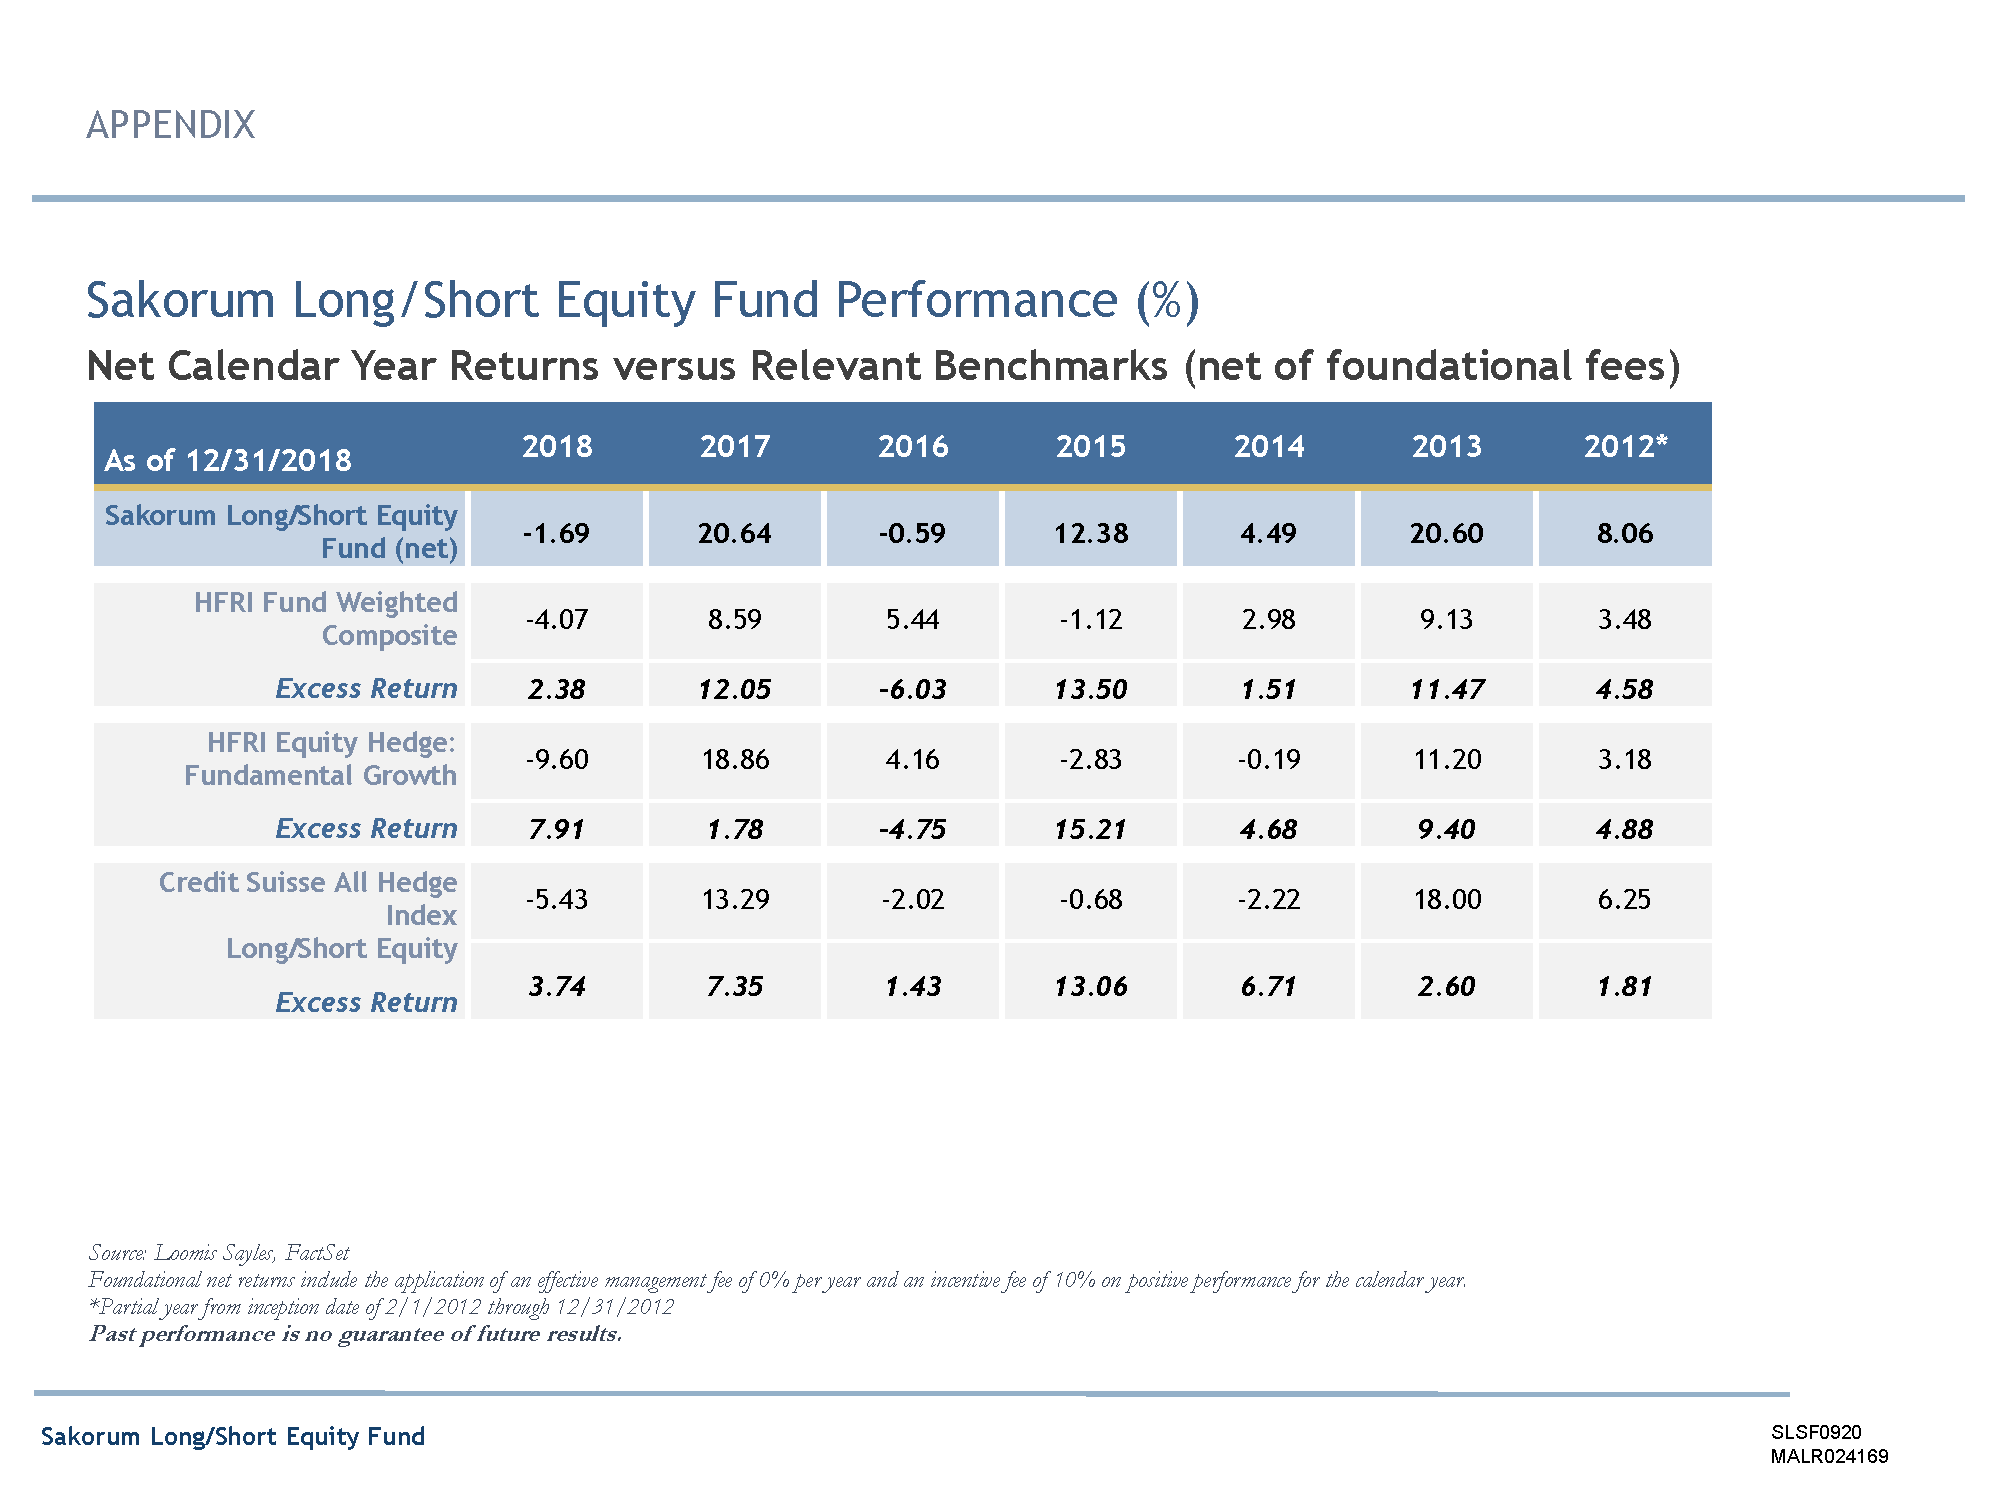 APPENDIX
Sakorum Long/Short Equity Fund Performance (%)
Net Calendar Year Returns versus Relevant Benchmarks (net of foundational fees)
As of 12/31/2018 2018 2017 2016 2015 2014 2013 2012*
Sakorum Long/Short Equity
Fund (net) -1.69 20.64 -0.59 12.38 4.49 20.60 8.06
HFRI Fund Weighted
Composite -4.07 8.59 5.44 -1.12 2.98 9.13 3.48
Excess Return 2.38 12.05 -6.03 13.50 1.51 11.47 4.58
HFRI Equity Hedge:
Fundamental Growth -9.60 18.86 4.16 -2.83 -0.19 11.20 3.18
Excess Return 7.91 1.78 -4.75 15.21 4.68 9.40 4.88
Credit Suisse All Hedge
Index -5.43 13.29 -2.02 -0.68 -2.22 18.00 6.25
Long/Short Equity
Excess Return 3.74 7.35 1.43 13.06 6.71 2.60 1.81
Source: Loomis Sayles, FactSet
Foundational net returns include the application of an effective management fee of 0% per year and an incentive fee of 10% on positive performance for the calendar year.
*Partial year from inception date of 2/1/2012 through 12/31/2012
Past performance is no guarantee of future results.
Sakorum Long/Short Equity Fund
SLSF0920
MALR024169